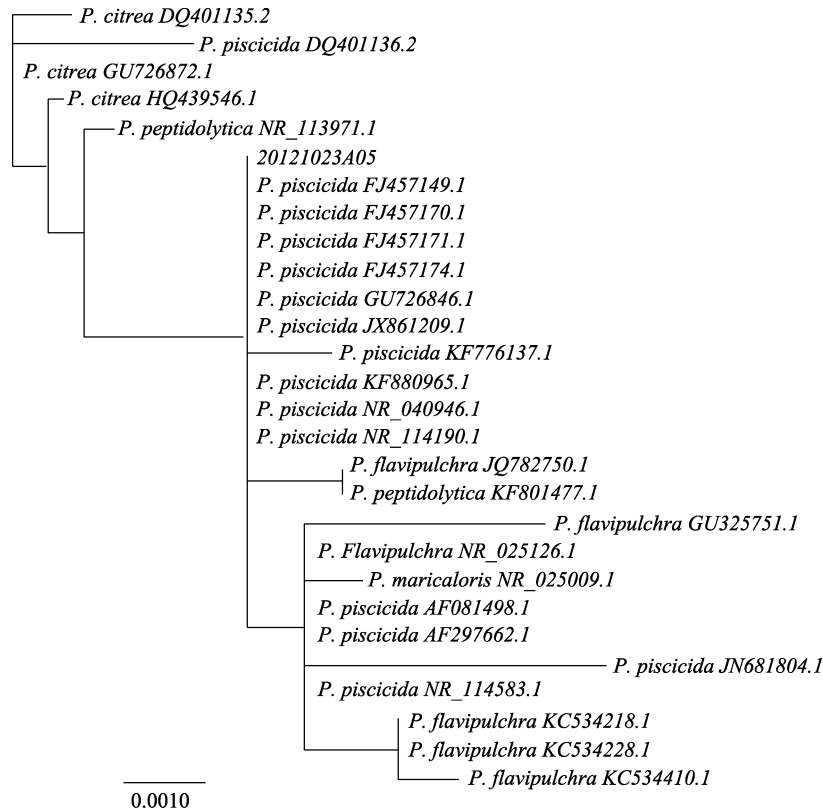 P. citrea DQ401135.2
P. piscicida DQ401136.2
P. citrea GU726872.1
P. citrea HQ439546.1
P. peptidolytica NR_113971.1
20121023A05
P. piscicida FJ457149.1
P. piscicida FJ457170.1
P. piscicida FJ457171.1
P. piscicida FJ457174.1
P. piscicida GU726846.1
P. piscicida JX861209.1
P. piscicida KF776137.1
P. piscicida KF880965.1
P. piscicida NR_040946.1
P. piscicida NR_114190.1
P. flavipulchra JQ782750.1
P. peptidolytica KF801477.1
P. flavipulchra GU325751.1
P. Flavipulchra NR_025126.1
P. maricaloris NR_025009.1
P. piscicida AF081498.1
P. piscicida AF297662.1
P. piscicida JN681804.1
P. piscicida NR_114583.1
P. flavipulchra KC534218.1
P. flavipulchra KC534228.1
P. flavipulchra KC534410.1
0.0010